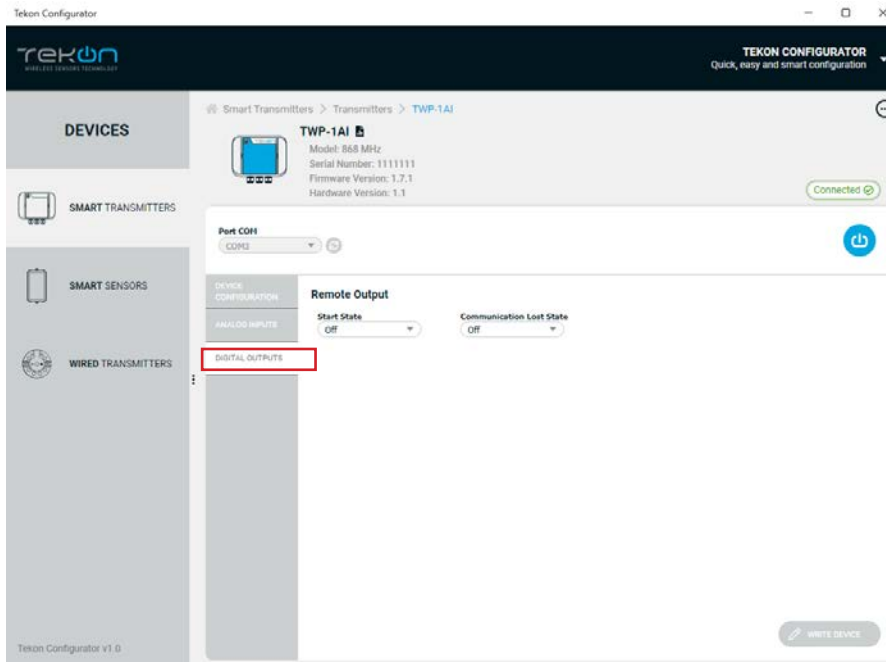 Tekon Configurator
TEKON
WIRELESS SENSORS TECHNOLOGY
TEKON CONFIGURATOR
Quick, easy and smart configuration
DEVICES
SMART TRANSMITTERS
SMART SENSORS
WIRED TRANSMITTERS
Tekon Configurator v1.0
Smart Transmitters > Transmitters > TWP-1AI
TWP-1AI
Model: 868 MHz
Serial Number: 1111111
Firmware Version: 1.7.1
Hardware Version: 1.1
Connected
Port COM
COM3
DEVICE
CONFIGURATION
ANALOG INPUTS
DIGITAL OUTPUTS
Remote Output
Start State
Off
Communication Lost State
Off
WRITE DEVICE